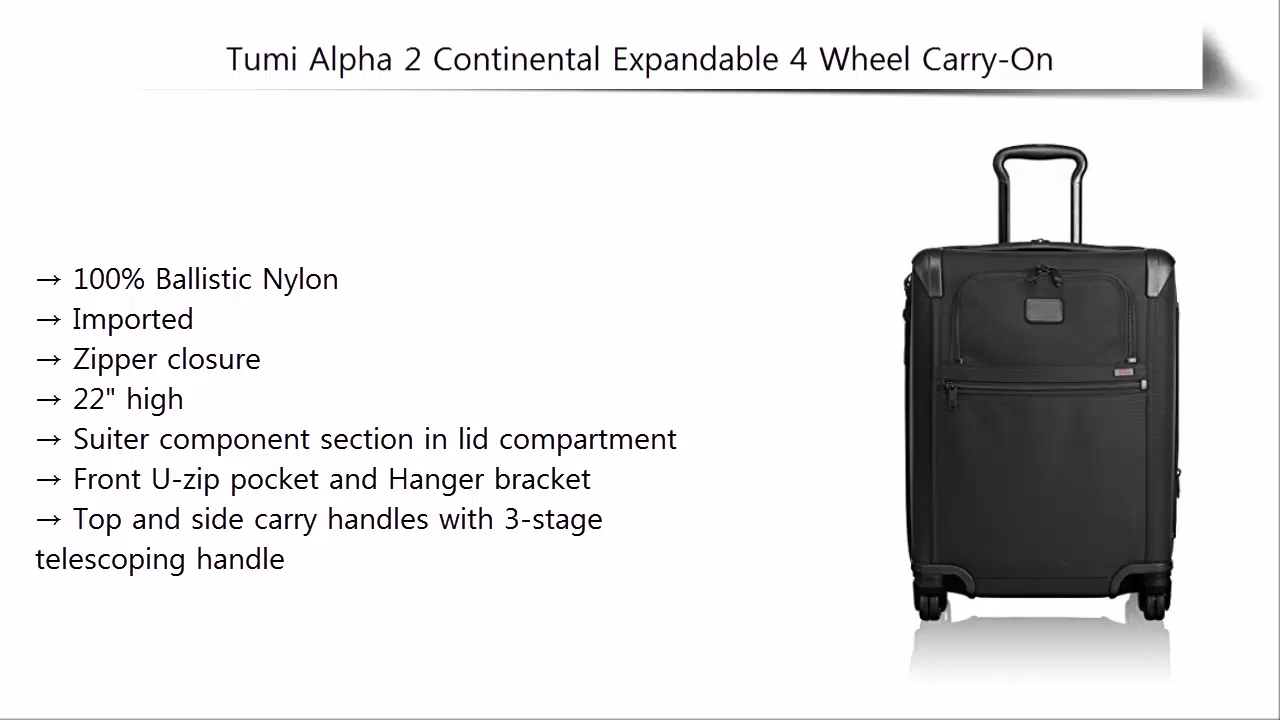 Tumi Alpha 2 Continental Expandable 4 Wheel Carry-On
→ 100% Ballistic Nylon
→ Imported
→ Zipper closure
→ 22" high
→ Suiter component section in lid compartment
→ Front U-zip pocket and Hanger bracket
→ Top and side carry handles with 3-stage
telescoping handle